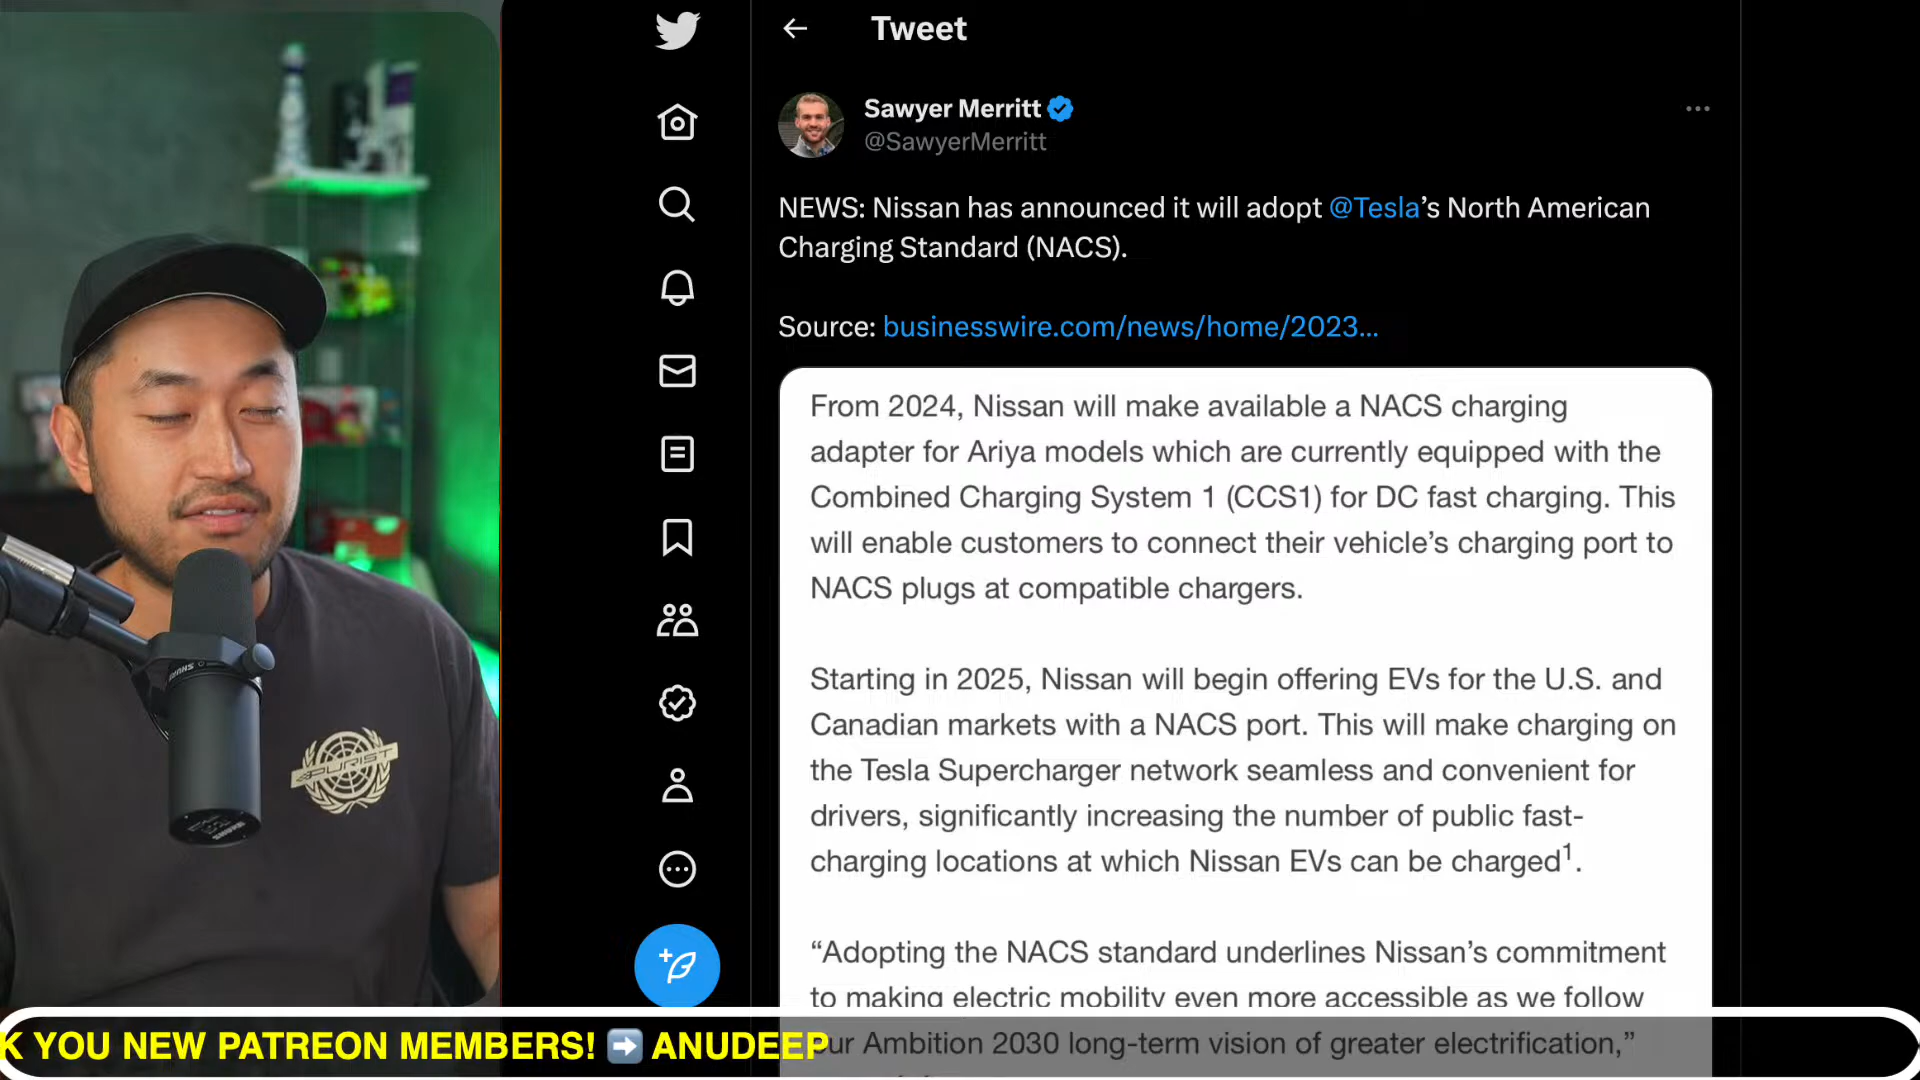 Tweet
Sawyer Merritt
@SawyerMerritt
NEWS: Nissan has announced it will adopt @Tesla’s North American
Charging Standard (NACS).
Source: businesswire.com/news/home/2023...
From 2024, Nissan will make available a NACS charging
adapter for Ariya models which are currently equipped with the
Combined Charging System 1 (CCS1) for DC fast charging. This
will enable customers to connect their vehicle’s charging port to
NACS plugs at compatible chargers.
Starting in 2025, Nissan will begin offering EVs for the U.S. and
Canadian markets with a NACS port. This will make charging on
the Tesla Supercharger network seamless and convenient for
drivers, significantly increasing the number of public fast-
charging locations at which Nissan EVs can be charged¹.
“Adopting the NACS standard underlines Nissan’s commitment
to making electric mobility even more accessible as we follow
our Ambition 2030 long-term vision of greater electrification,”
K YOU NEW PATREON MEMBERS! ➡️ ANUDEEP
PURIST
SHURE